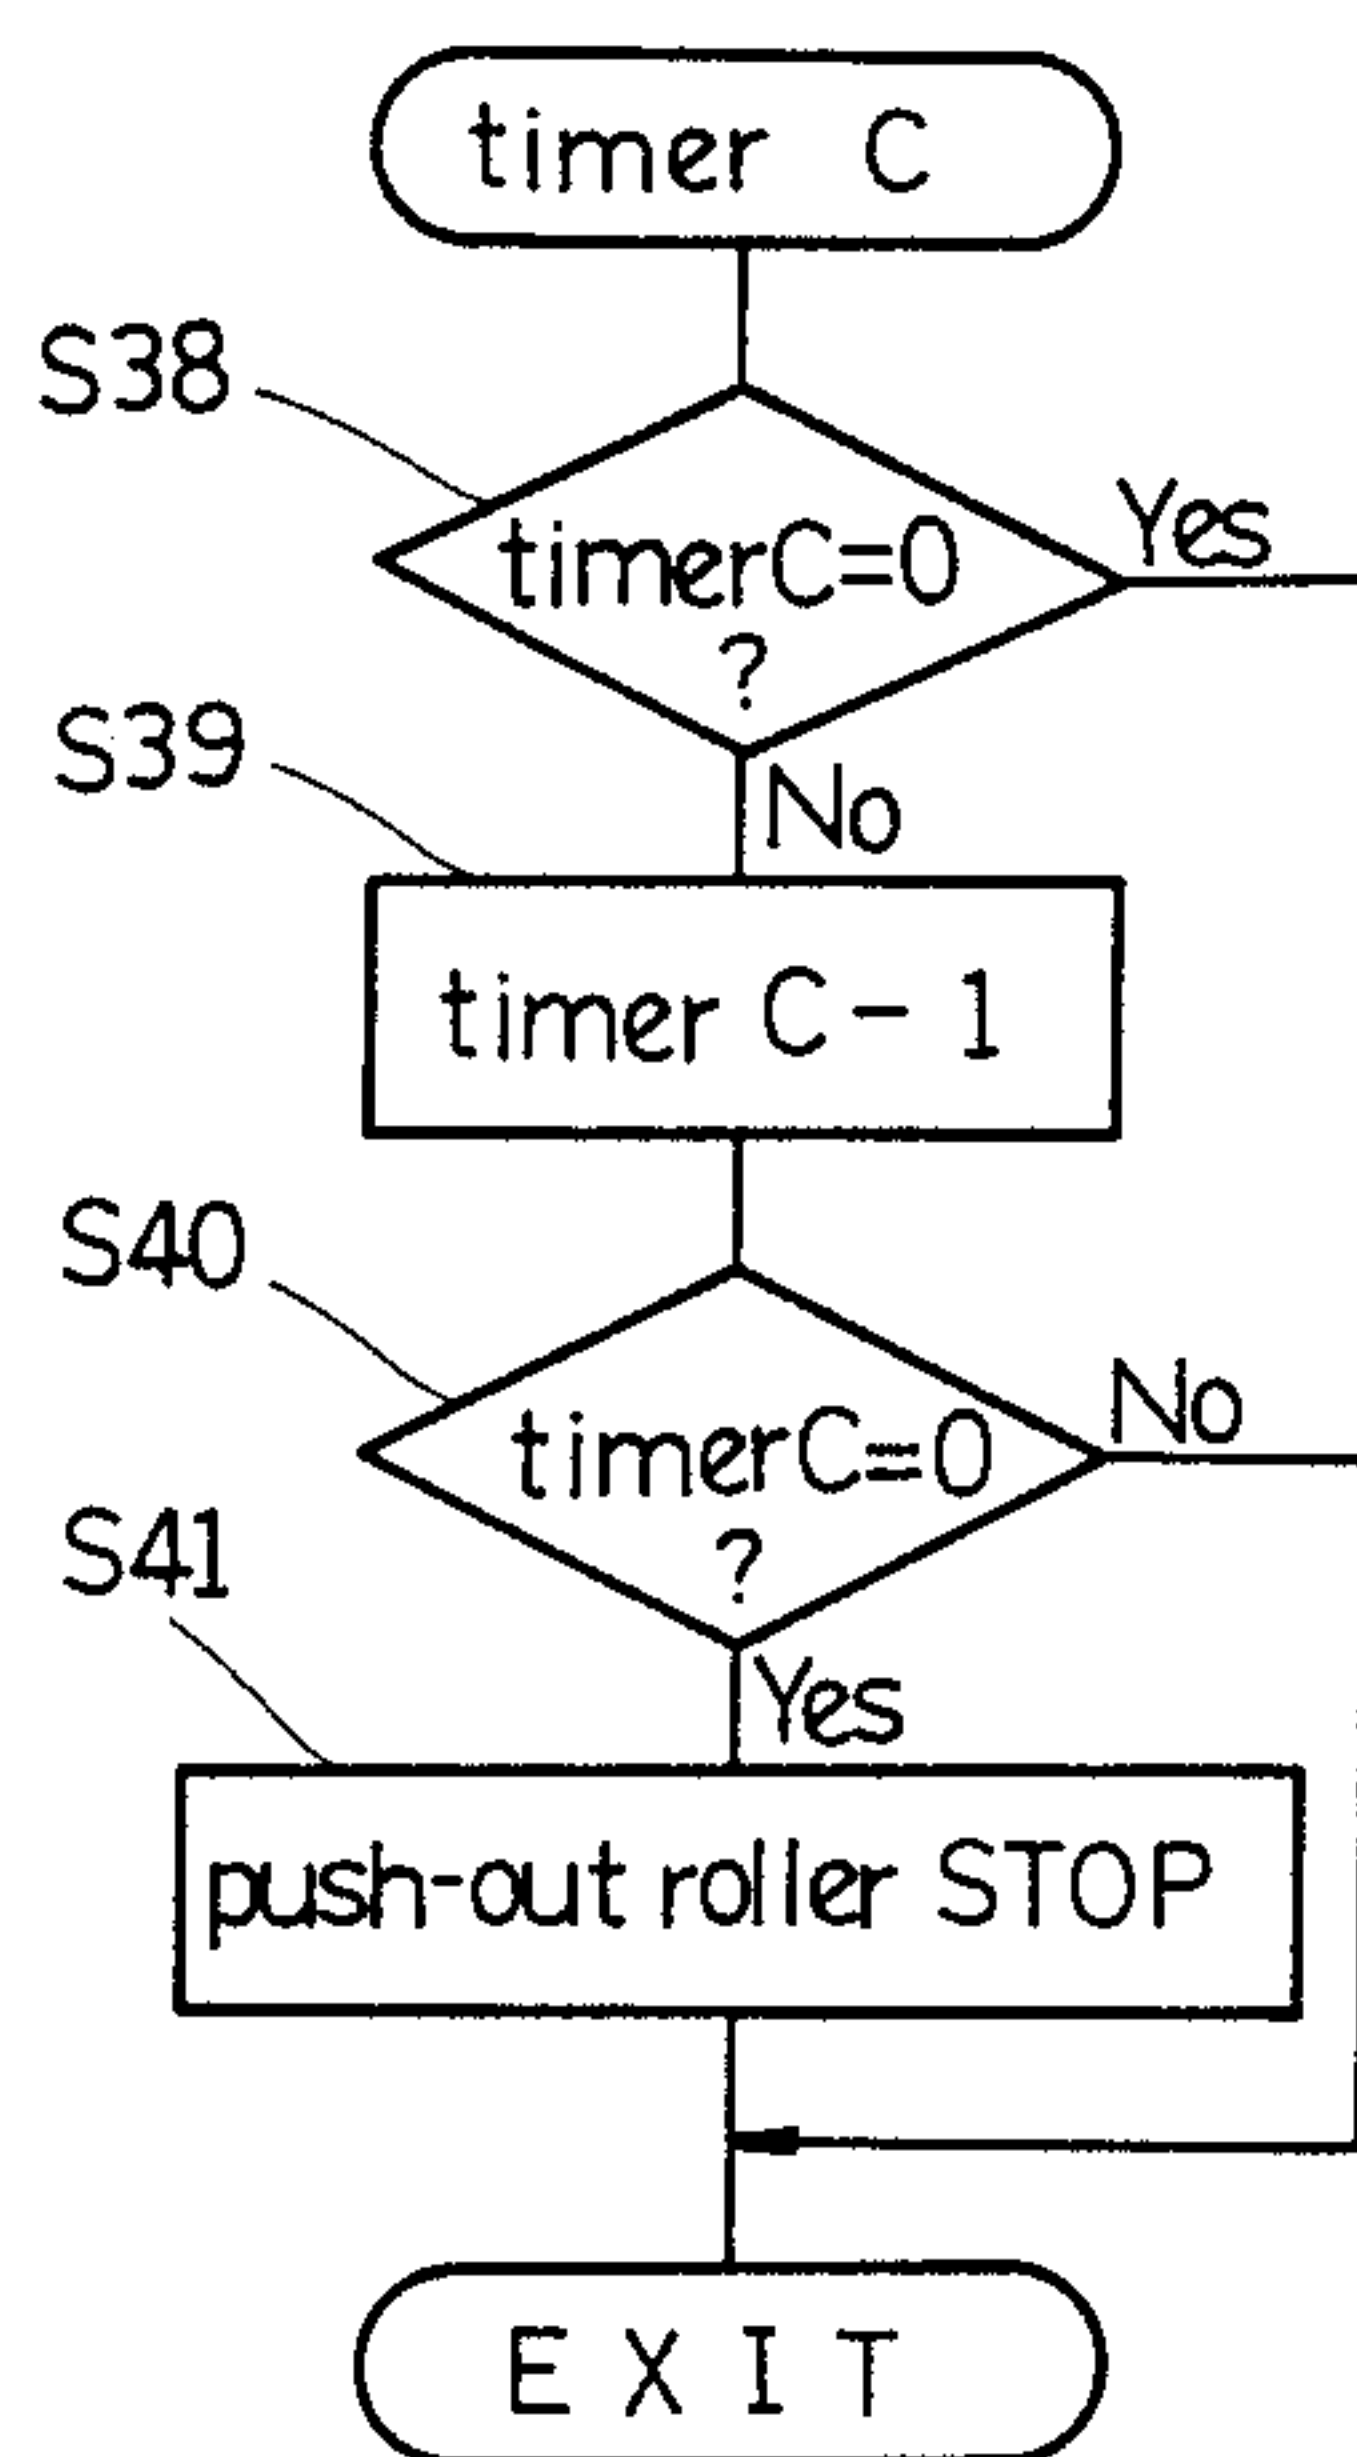 timer C
S38
Yes
timerC=0
?
S39
No
timer C-1
S40
No
timerC=0
?
S41
Yes
push-out roller STOP
EXIT